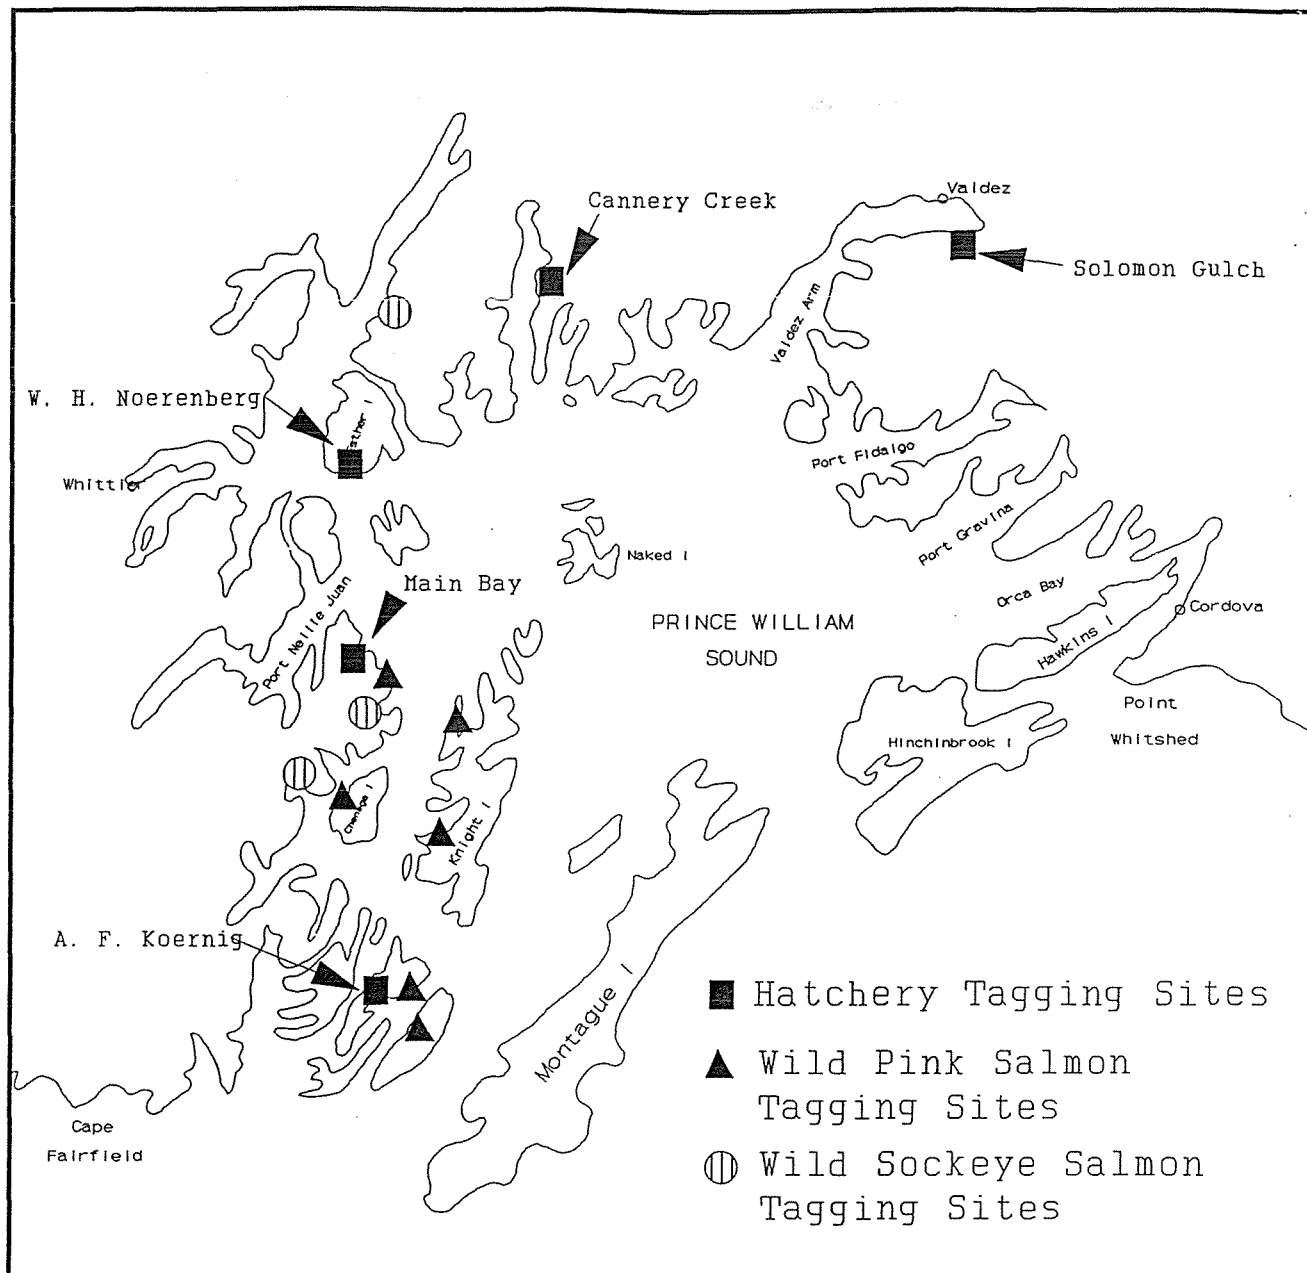 Valdez
Cannery Creek
Solomon Gulch
Valdez Arm
W. H. Noerenberg
Esther I
Port Fidalgo
Whittier
Port Gravina
Naked I
Main Bay
Orca Bay
Cordova
Port Nellie Juan
PRINCE WILLIAM
SOUND
Hawkins I
Point
Whitshed
Hinchinbrook I
Chenega I
Knight I
A. F. Koernig
Montague I
Hatchery Tagging Sites
Wild Pink Salmon
Tagging Sites
Wild Sockeye Salmon
Tagging Sites
Cape
Fairfield